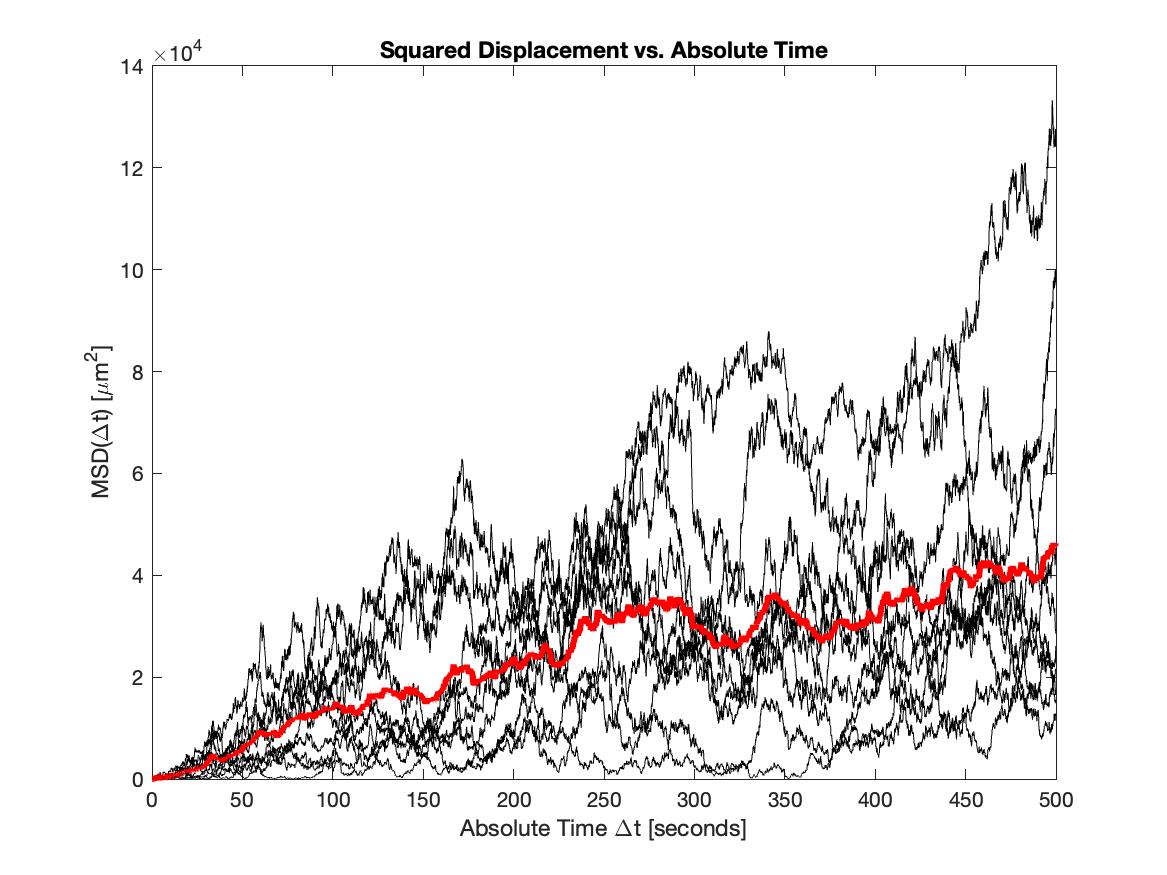 Squared Displacement vs. Absolute Time
×10⁴
14
12
10
8
6
4
2
0
MSD(Δt) [μm²]
0 50 100 150 200 250 300 350 400 450 500
Absolute Time Δt [seconds]